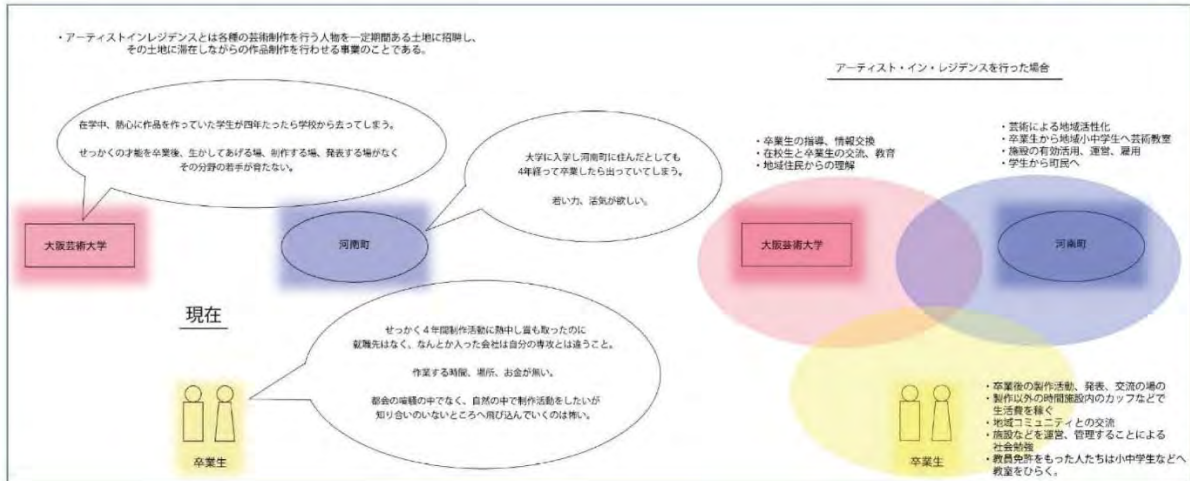 ・アーティストインレジデンスとは各種の芸術制作を行う人物を一定期間ある土地に招聘し、
その土地に滞在しながらの作品制作を行わせる事業のことである。
在学中、熱心に作品を作っていた学生が四年たったら学校から去ってしまう。
せっかくの才能を卒業後、生かしてあげる場、制作する場、発表する場がなく
その分野の若手が育たない。
大学に入学し河南町に住んだとしても
4年経って卒業したら出っていてしまう。
若い力、活気が欲しい。
大阪芸術大学
河南町
現在
せっかく４年間制作活動に熱中し賞も取ったのに
就職先はなく、なんとか入った会社は自分の専攻とは違うこと。
作業する時間、場所、お金が無い。
都会の喧騒の中でなく、自然の中で制作活動をしたいが
知り合いのいないところへ飛び込んでいくのは怖い。
卒業生
アーティスト・イン・レジデンスを行った場合
・卒業生の指導、情報交換
・在校生と卒業生の交流、教育
・地域住民からの理解
・芸術による地域活性化
・卒業生から地域小中学生へ芸術教室
・施設の有効活用、運営、雇用
・学生から町民へ
大阪芸術大学
河南町
卒業生
・卒業後の製作活動、発表、交流の場の
・製作以外の時間施設内のカッフなどで
生活費を稼ぐ
・地域コミュニティとの交流
・施設などを運営、管理することによる
社会勉強
・教員免許をもった人たちは小中学生などへ
教室をひらく。